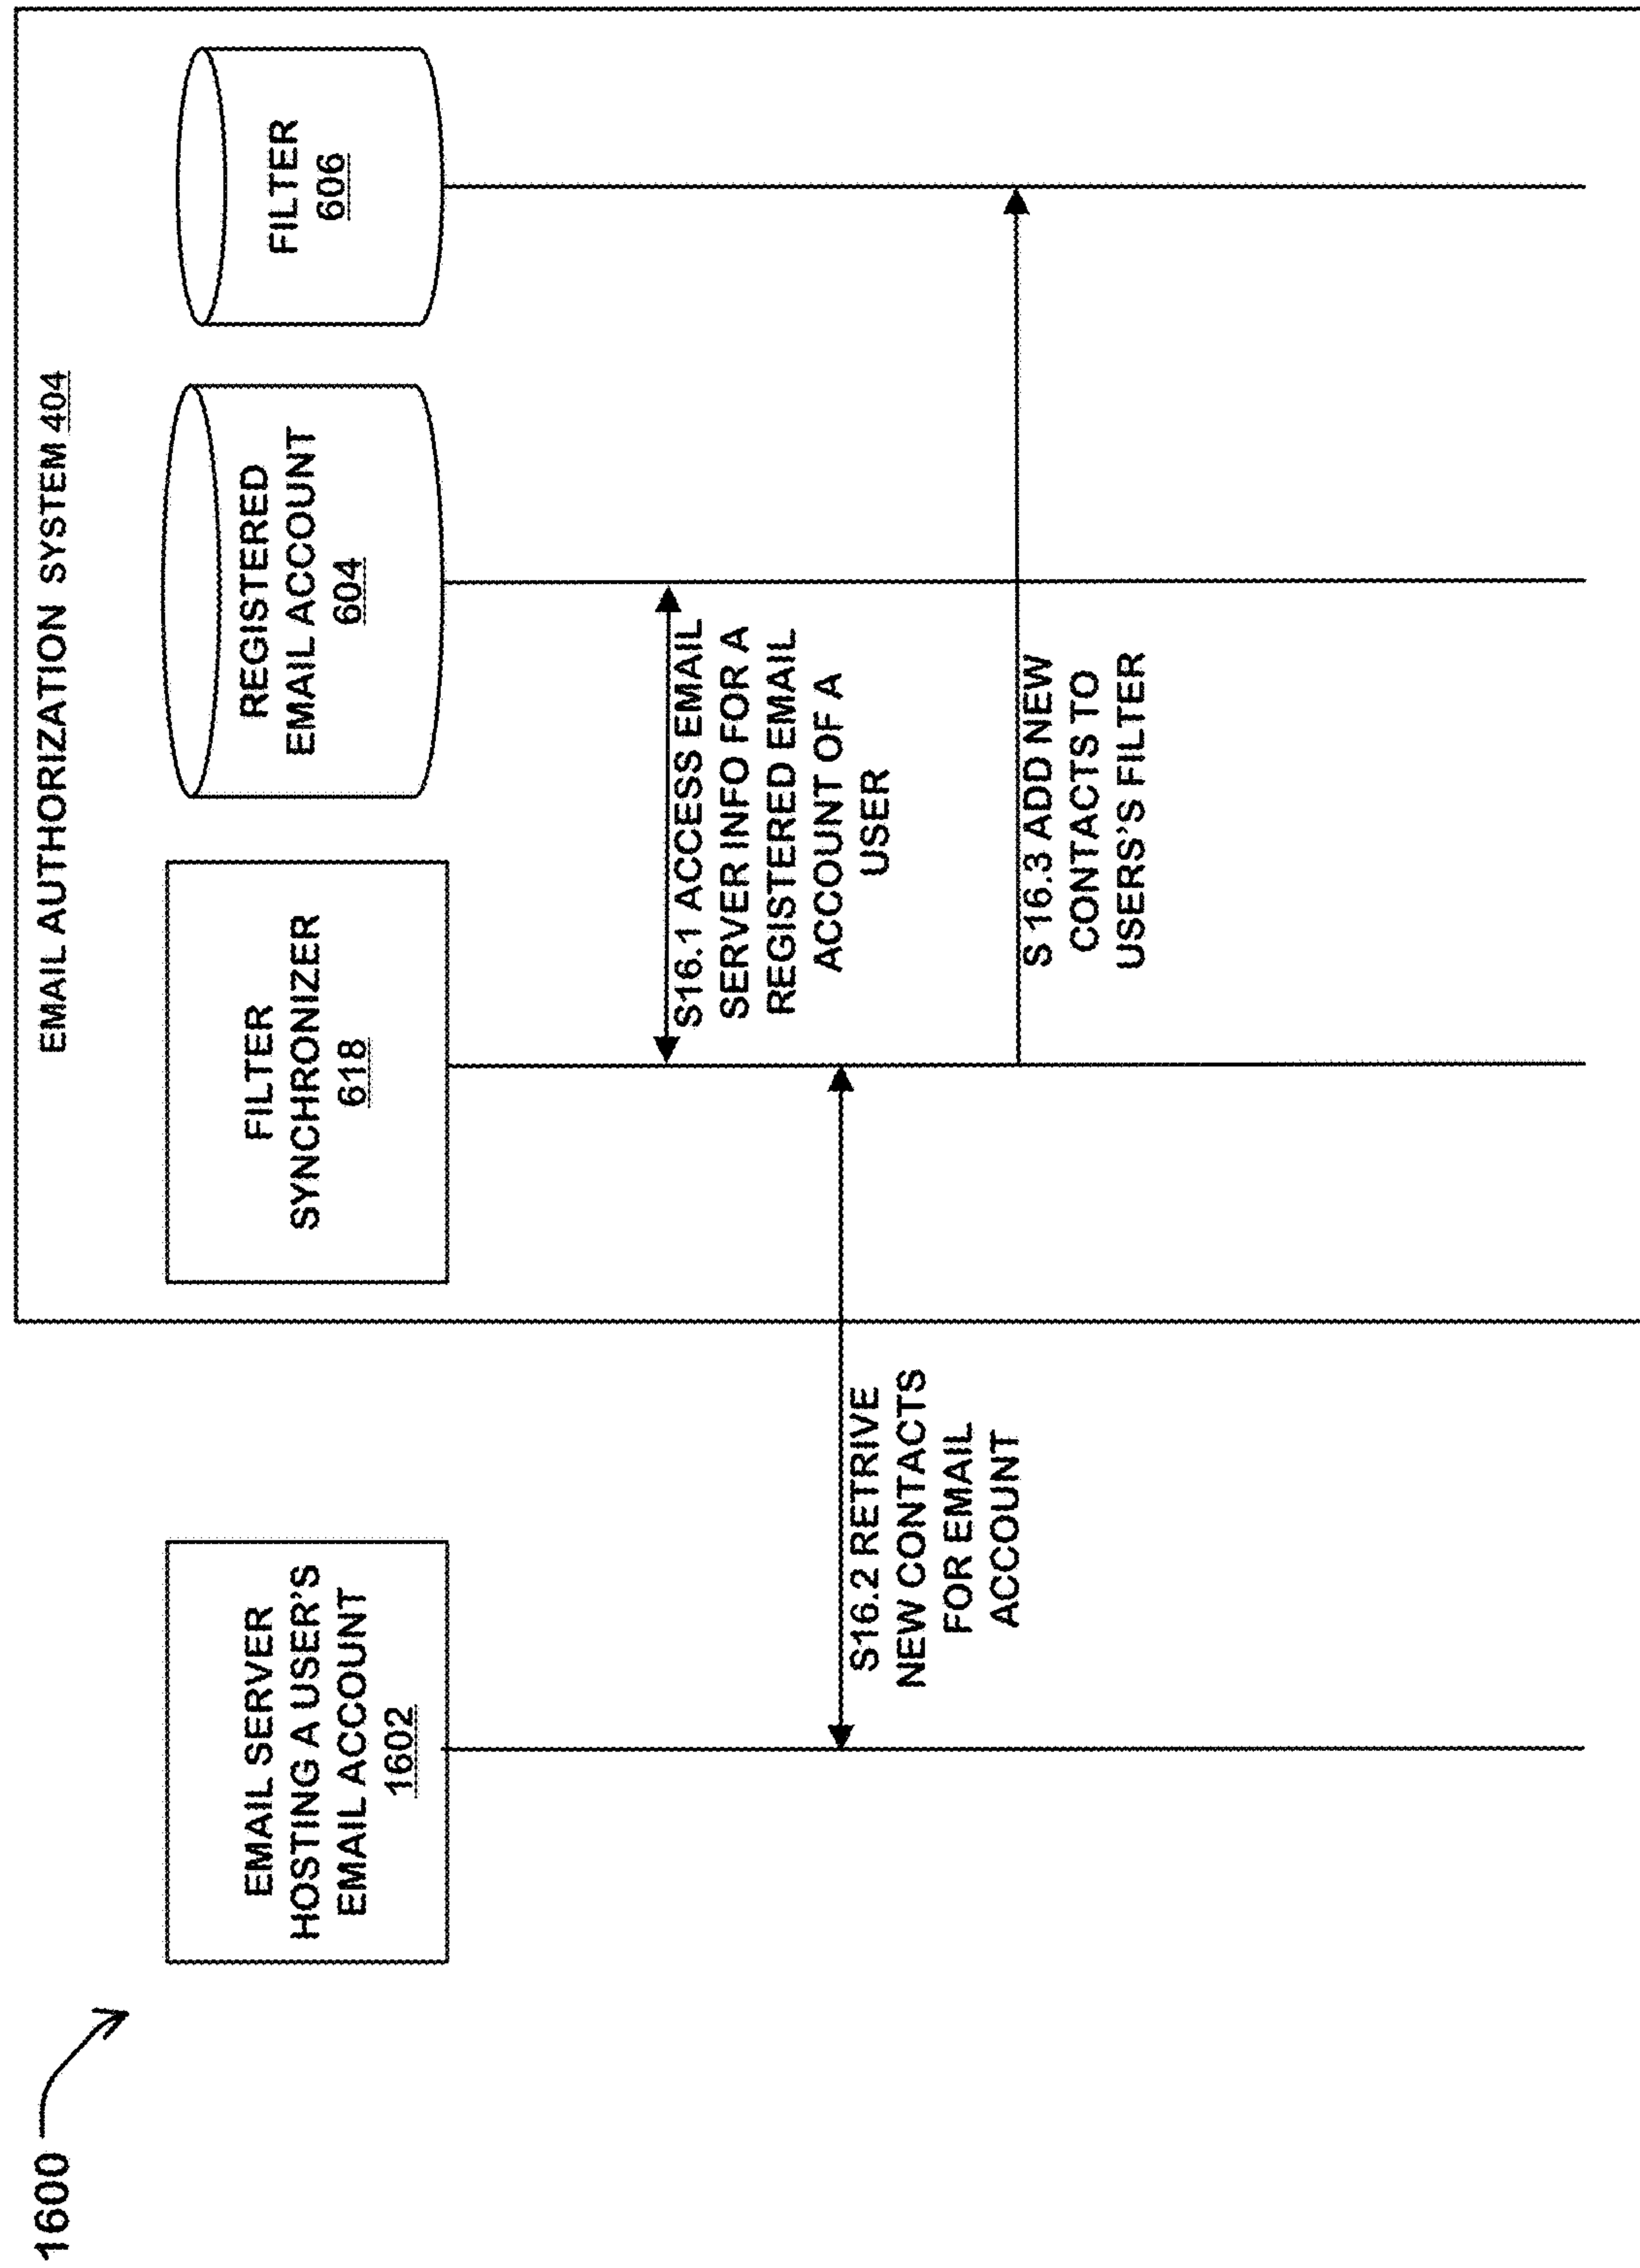 1600
EMAIL AUTHORIZATION SYSTEM 404
EMAIL SERVER
HOSTING A USER'S
EMAIL ACCOUNT
1602
FILTER
SYNCHRONIZER
618
REGISTERED
EMAIL ACCOUNT
604
FILTER
606
S16.1 ACCESS EMAIL
SERVER INFO FOR A
REGISTERED EMAIL
ACCOUNT OF A
USER
S16.2 RETRIVE
NEW CONTACTS
FOR EMAIL
ACCOUNT
S 16.3 ADD NEW
CONTACTS TO
USERS'S FILTER